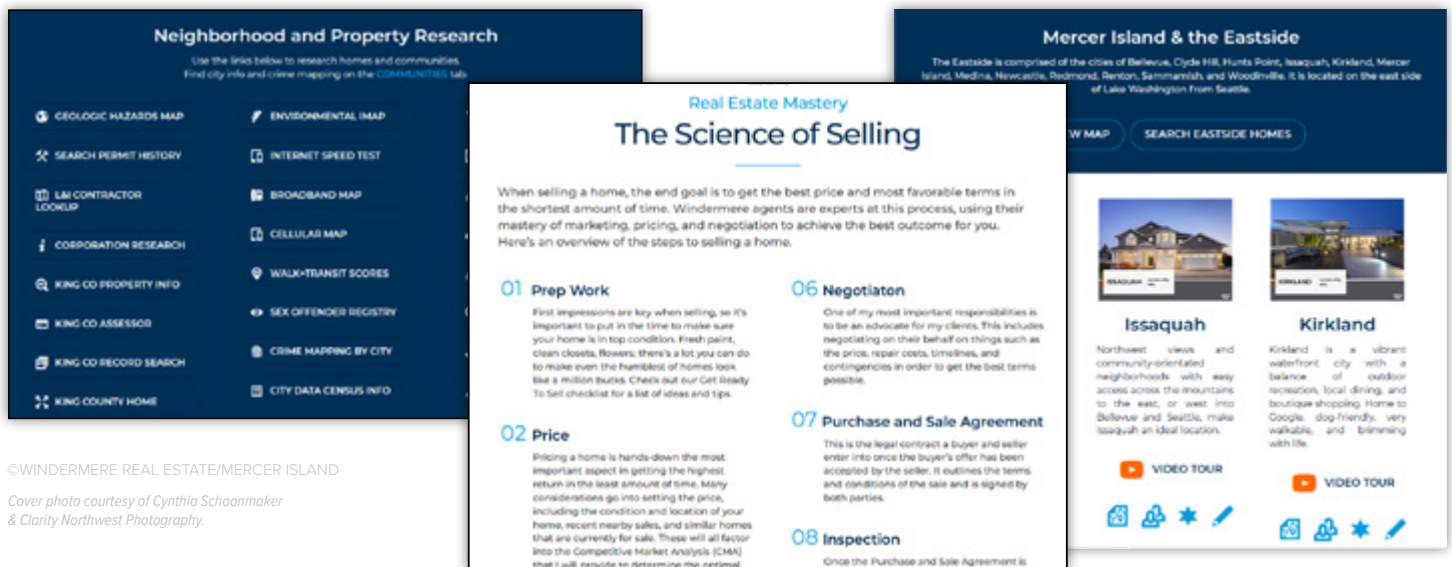 Neighborhood and Property Research
Use the links below to research homes and communities.
Find city info and crime mapping on the COMMUNITIES tab.
GEOLOGIC HAZARDS MAP
SEARCH PERMIT HISTORY
L&I CONTRACTOR
LOOKUP
CORPORATION RESEARCH
KING CO PROPERTY INFO
KING CO ASSESSOR
KING CO RECORD SEARCH
KING COUNTY HOME
ENVIRONMENTAL IMAP
INTERNET SPEED TEST
BROADBAND MAP
CELLULAR MAP
WALK+TRANSIT SCORES
SEX OFFENDER REGISTRY
CRIME MAPPING BY CITY
CITY DATA CENSUS INFO
©WINDERMERE REAL ESTATE/MERCER ISLAND
Cover photo courtesy of Cynthia Schoonmaker
& Clarity Northwest Photography.
Real Estate Mastery
The Science of Selling
When selling a home, the end goal is to get the best price and most favorable terms in
the shortest amount of time. Windermere agents are experts at this process, using their
mastery of marketing, pricing, and negotiation to achieve the best outcome for you.
Here's an overview of the steps to selling a home.
01 Prep Work
First impressions are key when selling, so it's
important to put in the time to make sure
your home is in top condition. Fresh paint,
clean closets, flowers; there's a lot you can do
to make even the humblest of homes look
like a million bucks. Check out our Get Ready
To Sell checklist for a list of ideas and tips.
02 Price
Pricing a home is hands-down the most
important aspect in getting the highest
return in the least amount of time. Many
considerations go into setting the price,
including the condition and location of your
home, recent nearby sales, and similar homes
that are currently for sale. These will all factor
into the Competitive Market Analysis (CMA)
that I will provide to determine the optimal
06 Negotiaton
One of my most important responsibilities is
to be an advocate for my clients. This includes
negotiating on their behalf on things such as
the price, repair costs, timelines, and
contingencies in order to get the best terms
possible.
07 Purchase and Sale Agreement
This is the legal contract a buyer and seller
enter into once the buyer's offer has been
accepted by the seller. It outlines the terms
and conditions of the sale and is signed by
both parties.
08 Inspection
Once the Purchase and Sale Agreement is
Mercer Island & the Eastside
The Eastside is comprised of the cities of Bellevue, Clyde Hill, Hunts Point, Issaquah, Kirkland, Mercer
Island, Medina, Newcastle, Redmond, Renton, Sammamish, and Woodinville. It is located on the east side
of Lake Washington from Seattle.
W MAP
SEARCH EASTSIDE HOMES
ISSAQUAH
Issaquah
Northwest views and
community-orientated
neighborhoods with easy
access across the mountains
to the east, or west into
Bellevue and Seattle, make
Issaquah an ideal location.
VIDEO TOUR
KIRKLAND
Kirkland
Kirkland is a vibrant
waterfront city with a
balance of outdoor
recreation, local dining, and
boutique shopping. Home to
Google, dog-friendly, very
walkable, and brimming
with life.
VIDEO TOUR